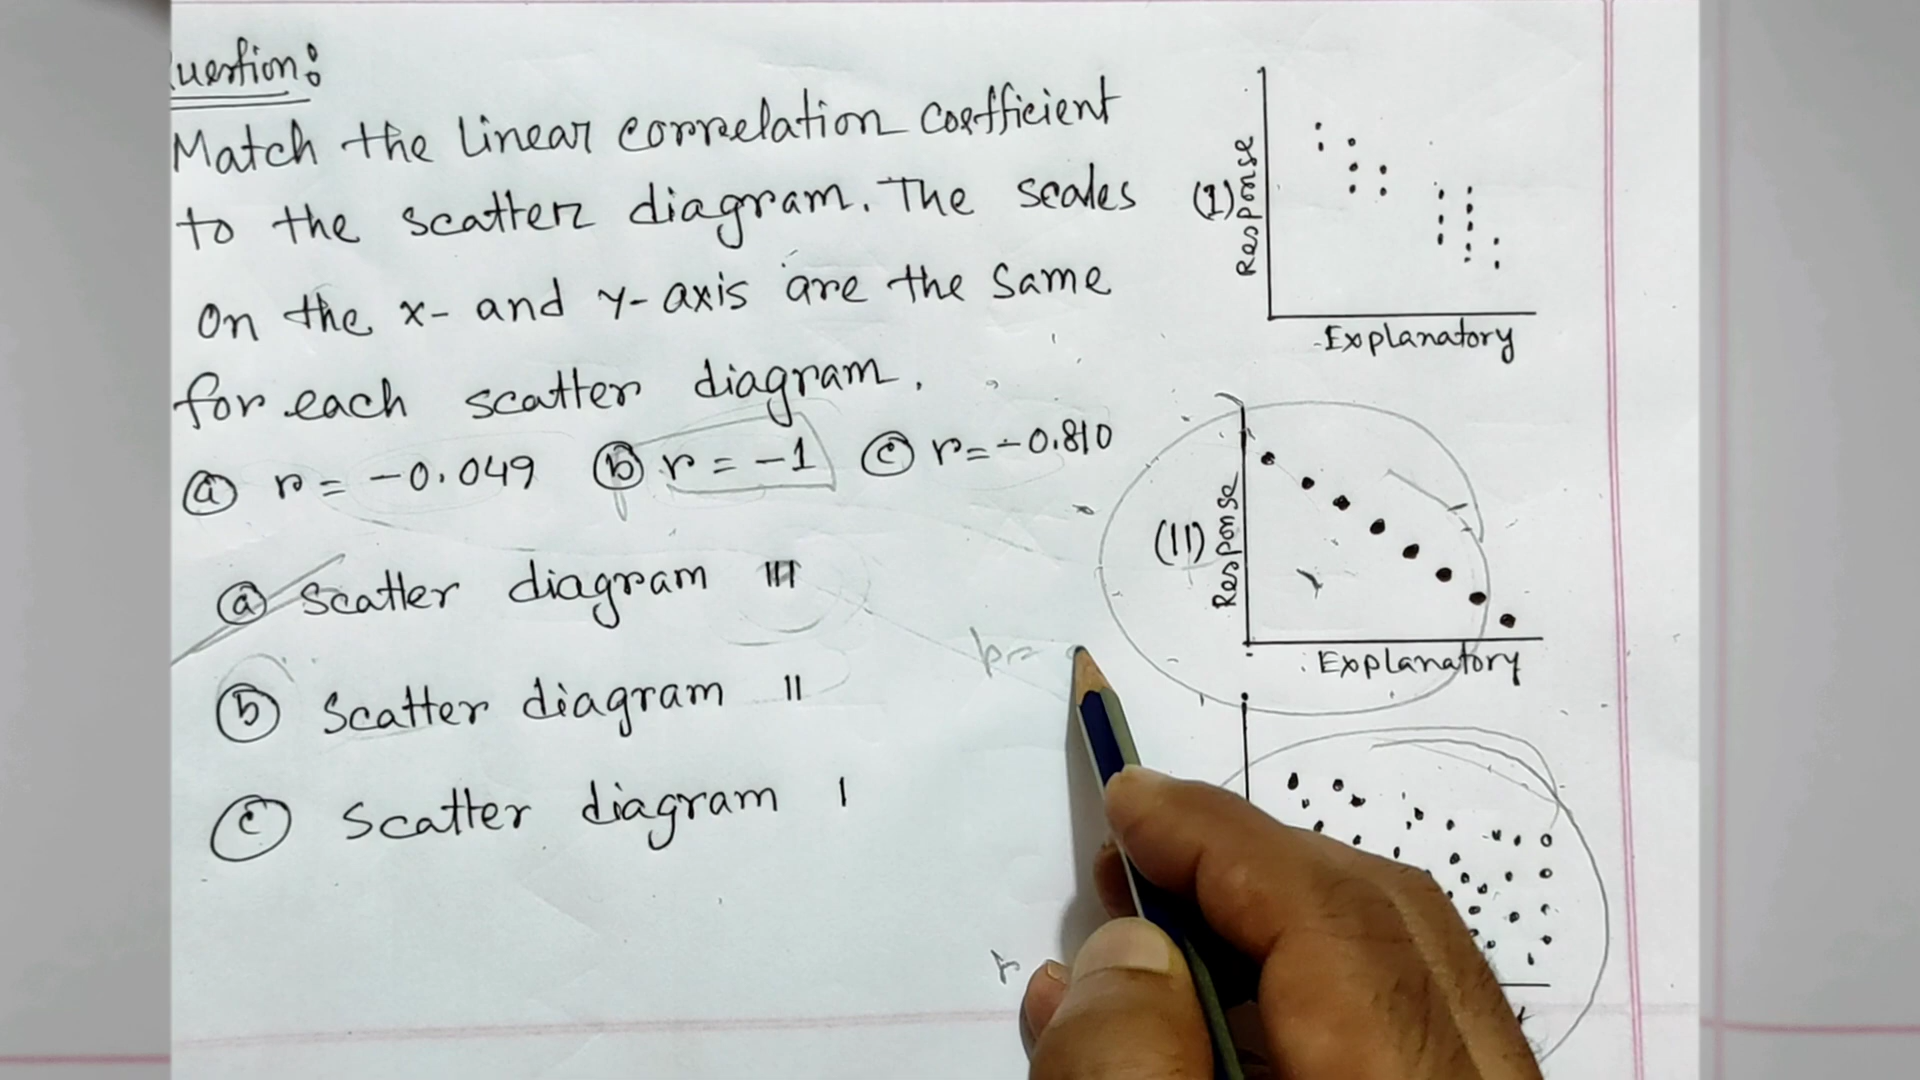 uestion:
Match the linear correlation coefficient
to the scatter diagram. The scales
on the x- and y-axis are the same
for each scatter diagram.
(a) r = -0.049 (b) r = -1 (c) r = -0.810
(a) Scatter diagram III
(b) Scatter diagram II
(c) Scatter diagram I
(I) Response
Explanatory
(II) Response
Explanatory
r =
r